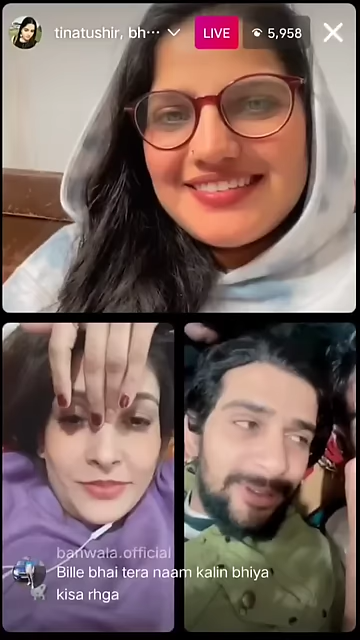 tinatushir, bh...
LIVE
5,958
banwala.official
Bille bhai tera naam kalin bhiya
kisa rhga